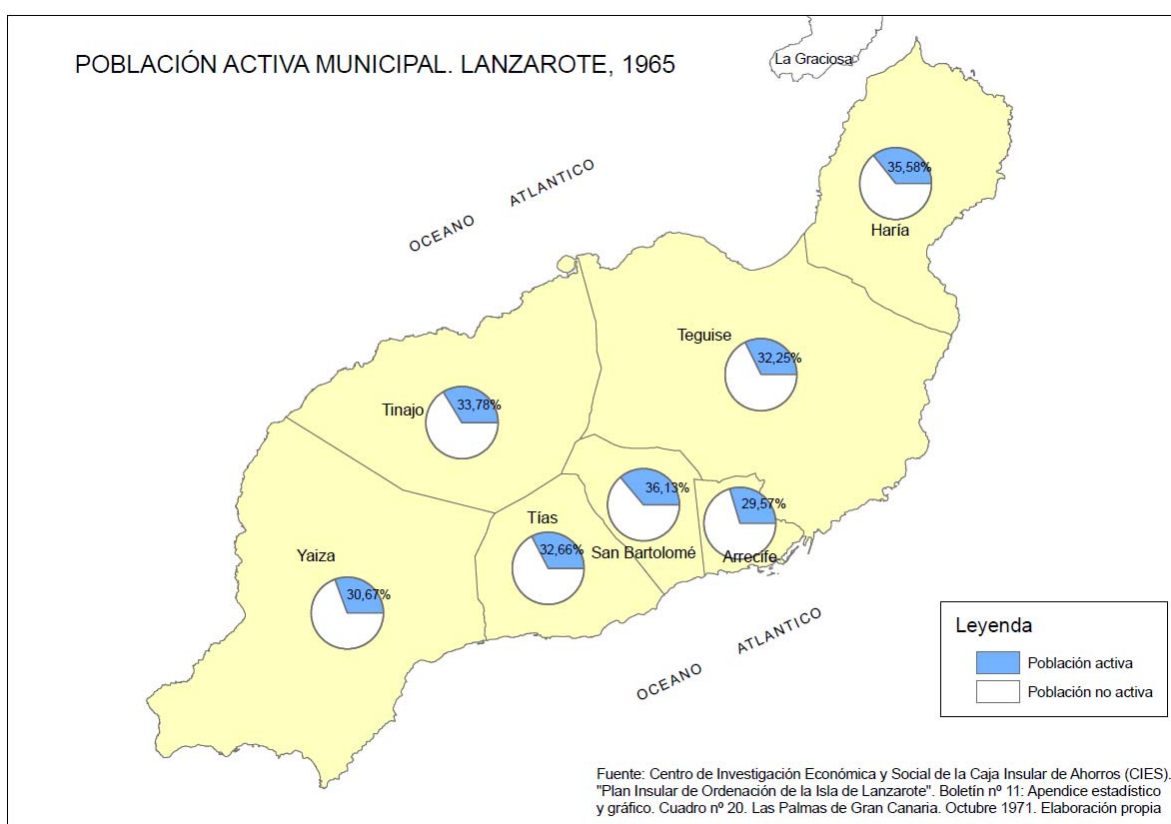 POBLACIÓN ACTIVA MUNICIPAL. LANZAROTE, 1965
La Graciosa
OCEANO ATLANTICO
35,58%
Haría
Teguise
32,25%
Tinajo
33,78%
36,13%
San Bartolomé
29,57%
Arrecife
Tías
32,66%
Yaiza
30,67%
OCEANO ATLANTICO
Leyenda
Población activa
Población no activa
Fuente: Centro de Investigación Económica y Social de la Caja Insular de Ahorros (CIES).
"Plan Insular de Ordenación de la Isla de Lanzarote". Boletín nº 11: Apendice estadístico
y gráfico. Cuadro nº 20. Las Palmas de Gran Canaria. Octubre 1971. Elaboración propia